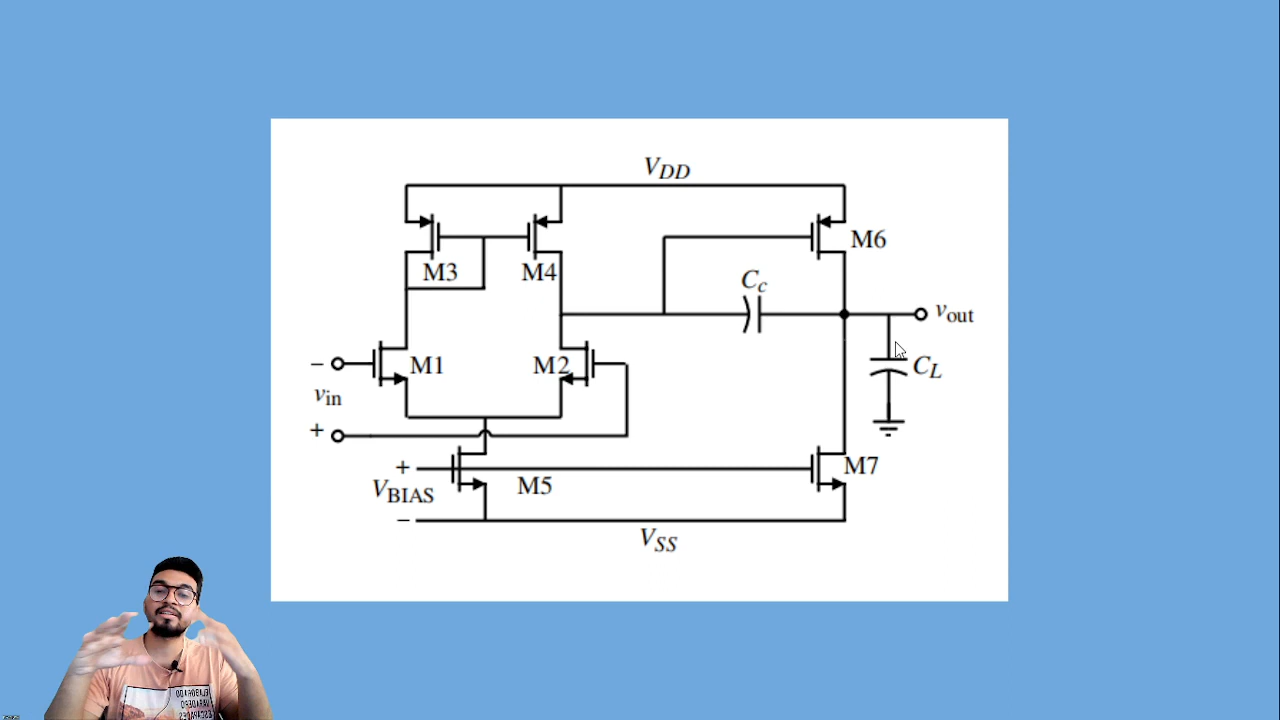 V_DD
M3
M4
M6
C_c
v_out
−
M1
M2
C_L
v_in
+
+
M5
M7
V_BIAS
−
V_SS